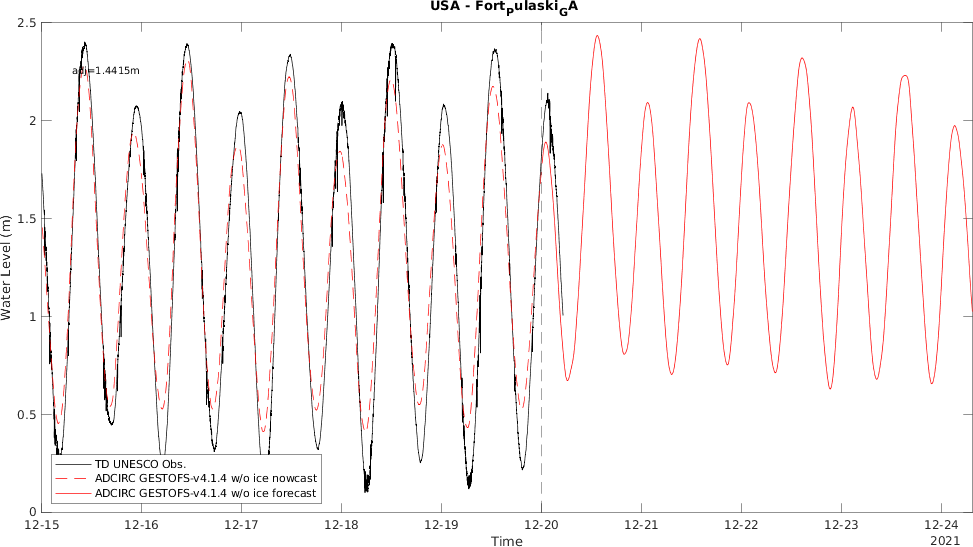 USA - FortPulaskiGA
2.5
adj=1.4415m
2
1.5
Water Level (m)
1
0.5
TD UNESCO Obs.
ADCIRC GESTOFS-v4.1.4 w/o ice nowcast
ADCIRC GESTOFS-v4.1.4 w/o ice forecast
0
12-15 12-16 12-17 12-18 12-19 12-20 12-21 12-22 12-23 12-24
Time
2021